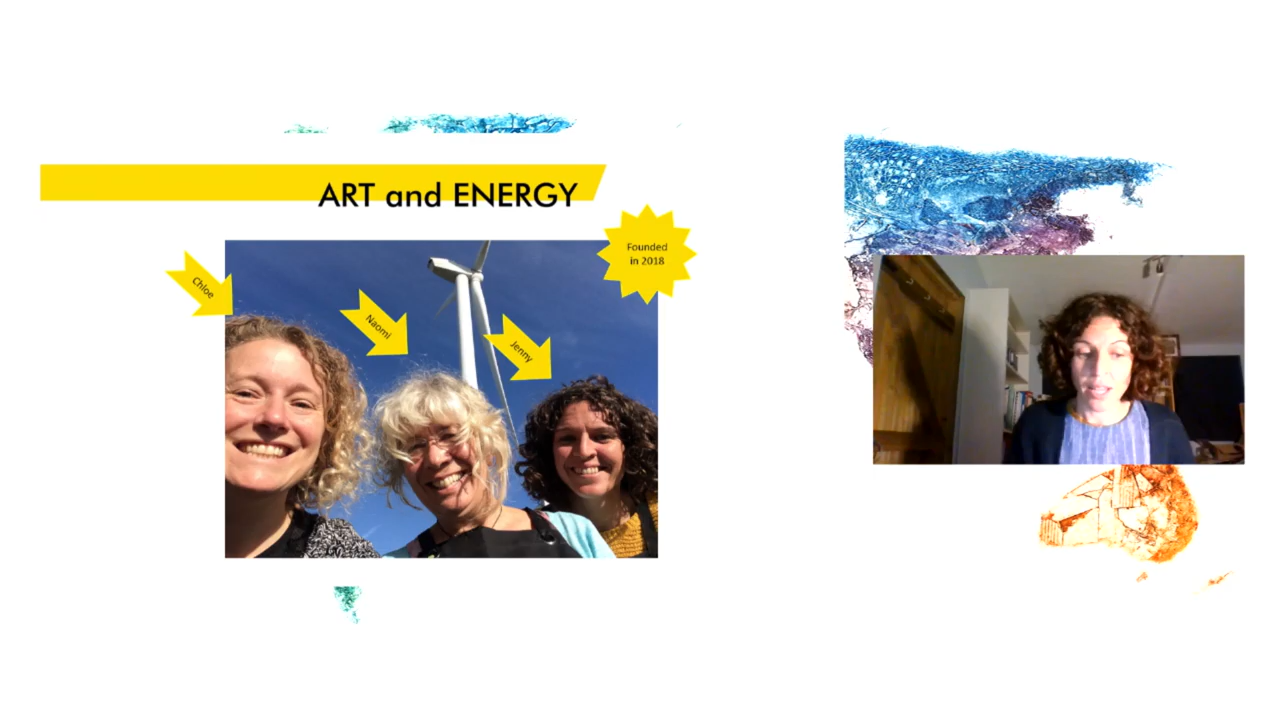 ART and ENERGY
Founded
in 2018
Chloe
Naomi
Jenny